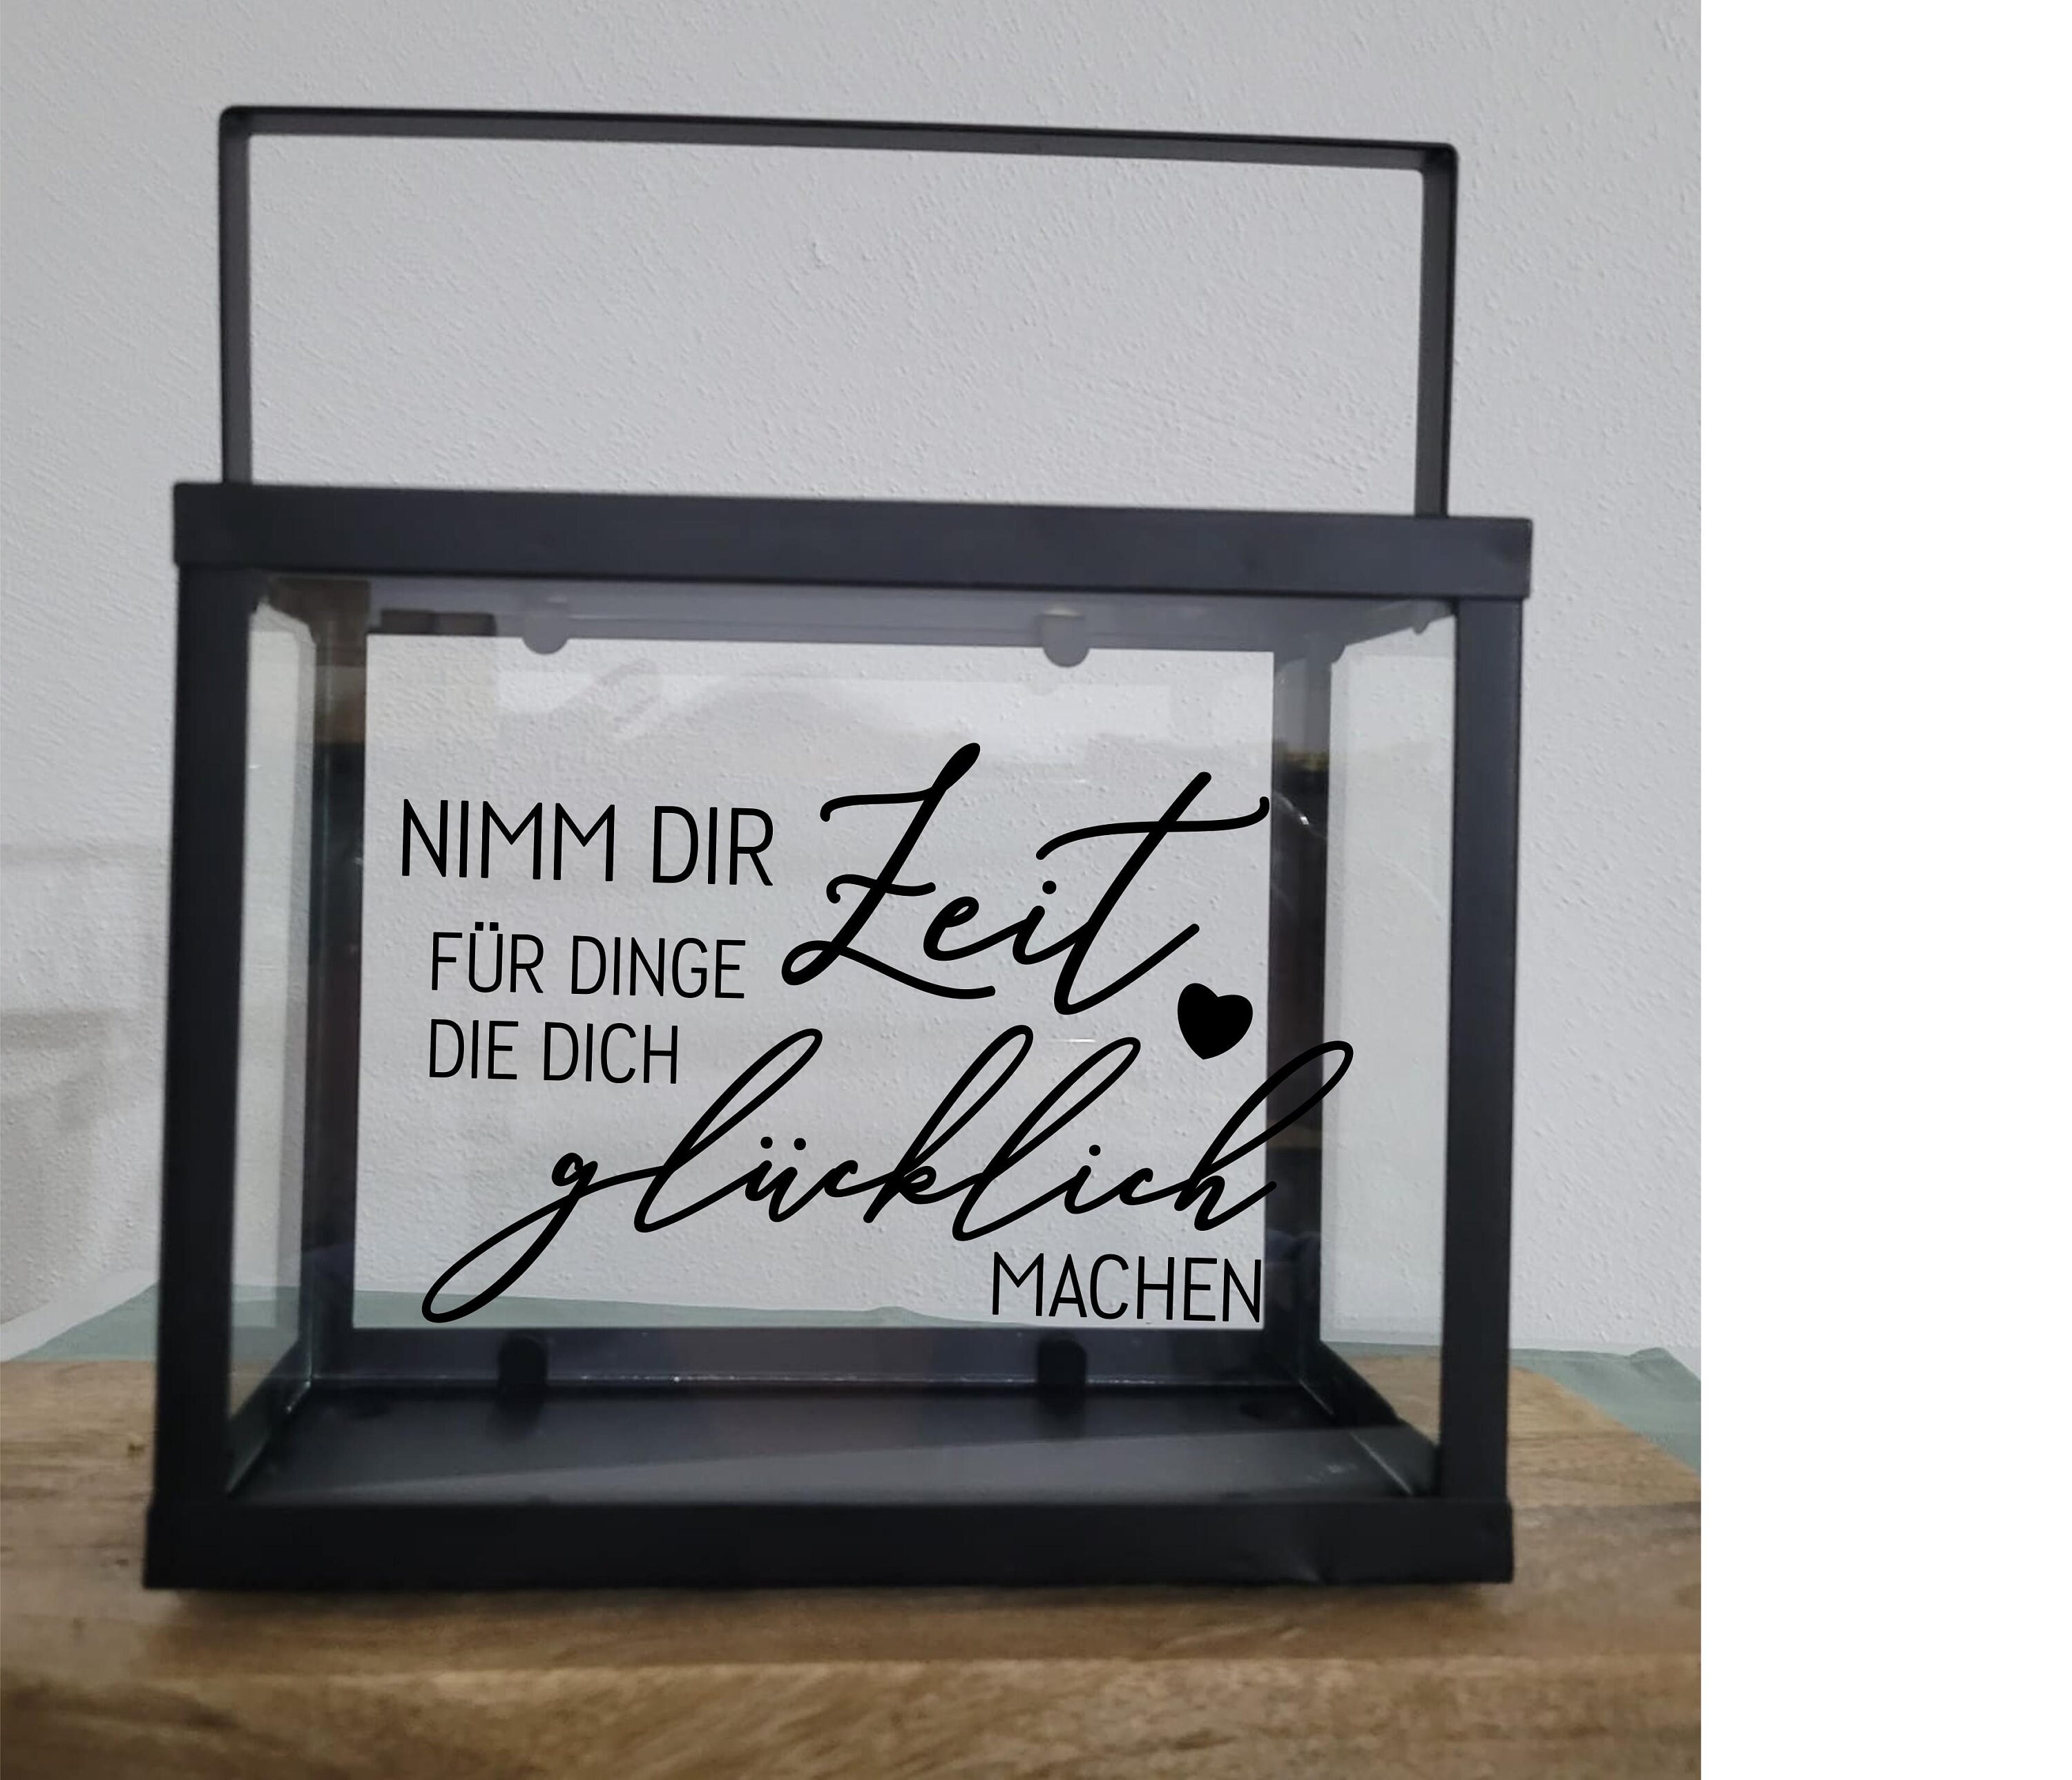 NIMM DIR Zeit
FÜR DINGE
DIE DICH
glücklich
MACHEN